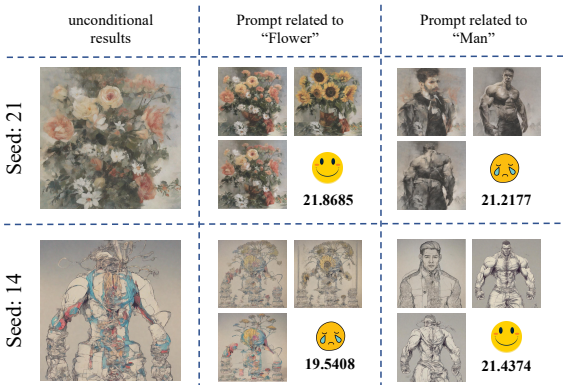 unconditional
results
Prompt related to
“Flower”
Prompt related to
“Man”
Seed: 21
21.8685
21.2177
Seed: 14
19.5408
21.4374